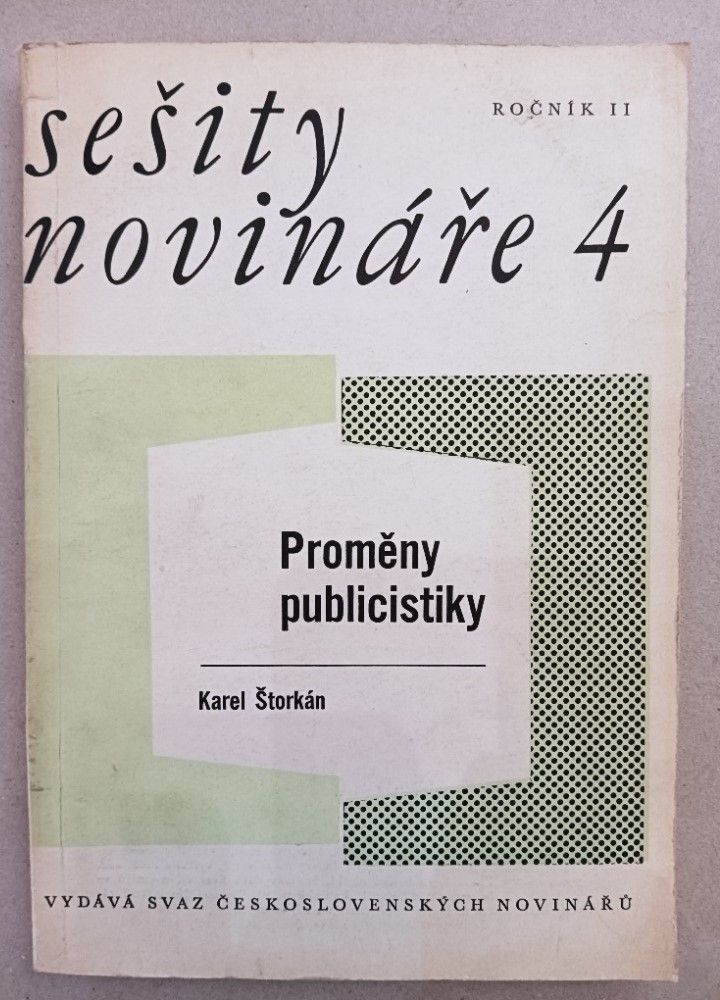 sešity
ROČNÍK II
novináře 4
Proměny
publicistiky
Karel Štorkán
VYDÁVÁ SVAZ ČESKOSLOVENSKÝCH NOVINÁŘŮ